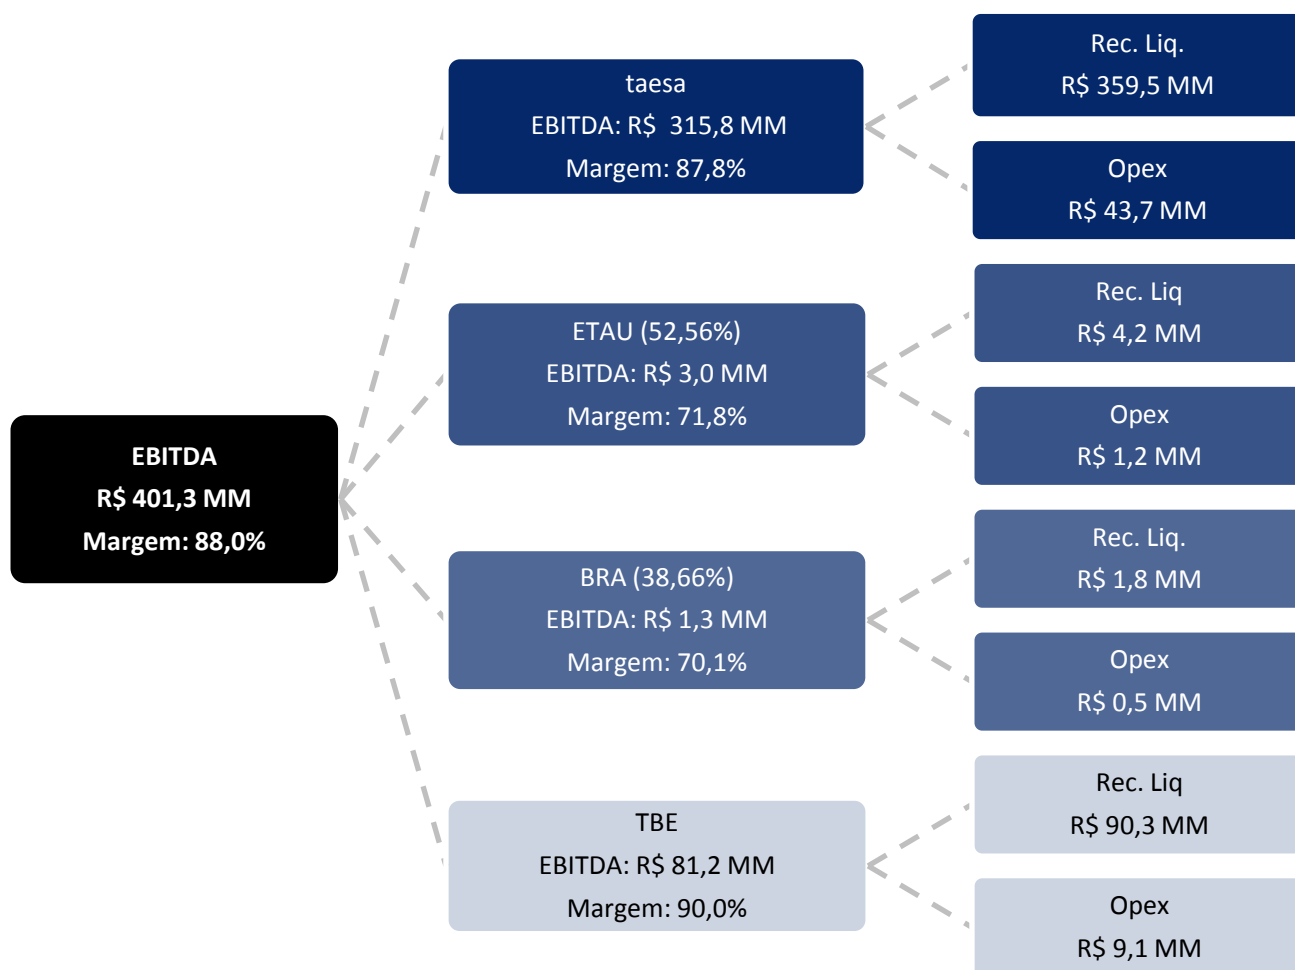 EBITDA
R$ 401,3 MM
Margem: 88,0%
taesa
EBITDA: R$ 315,8 MM
Margem: 87,8%
Rec. Liq.
R$ 359,5 MM
Opex
R$ 43,7 MM
ETAU (52,56%)
EBITDA: R$ 3,0 MM
Margem: 71,8%
Rec. Liq
R$ 4,2 MM
Opex
R$ 1,2 MM
BRA (38,66%)
EBITDA: R$ 1,3 MM
Margem: 70,1%
Rec. Liq.
R$ 1,8 MM
Opex
R$ 0,5 MM
TBE
EBITDA: R$ 81,2 MM
Margem: 90,0%
Rec. Liq
R$ 90,3 MM
Opex
R$ 9,1 MM